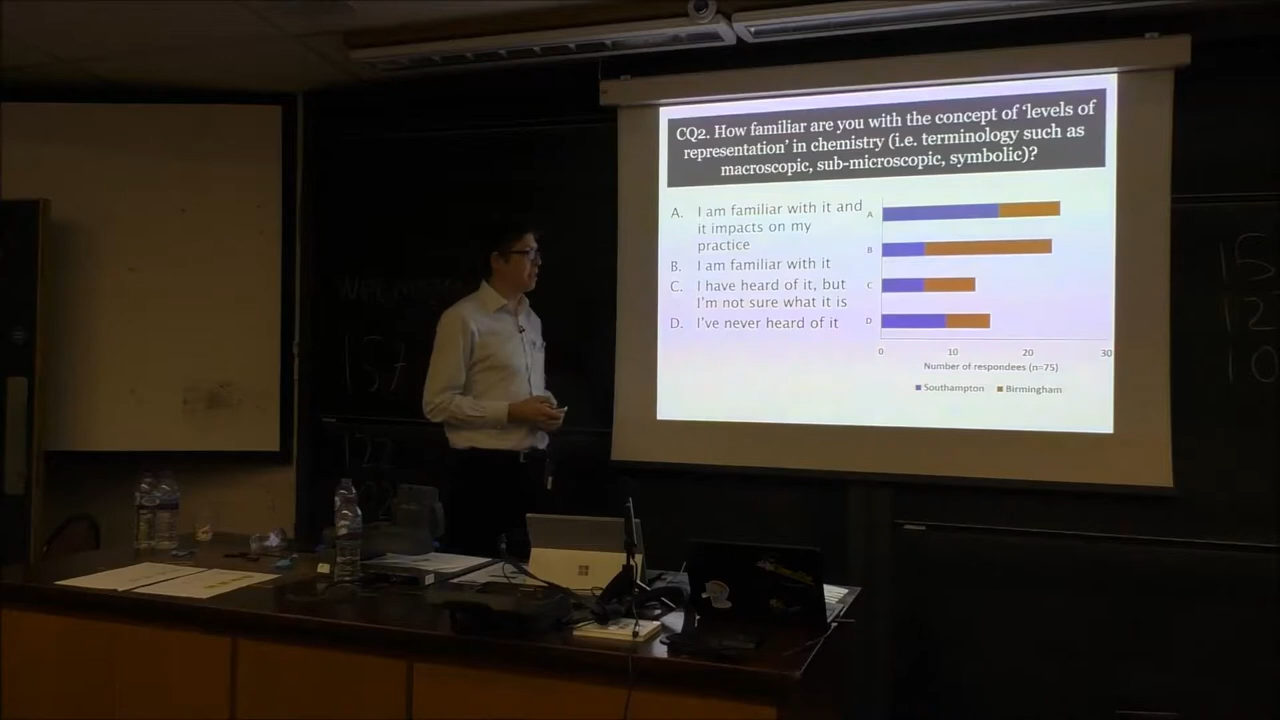 CQ2. How familiar are you with the concept of 'levels of
representation' in chemistry (i.e. terminology such as
macroscopic, sub-microscopic, symbolic)?
A. I am familiar with it and
it impacts on my
practice
B. I am familiar with it
C. I have heard of it, but
I'm not sure what it is
D. I've never heard of it
A
B
C
D
0 10 20 30
Number of respondees (n=75)
Southampton Birmingham
157